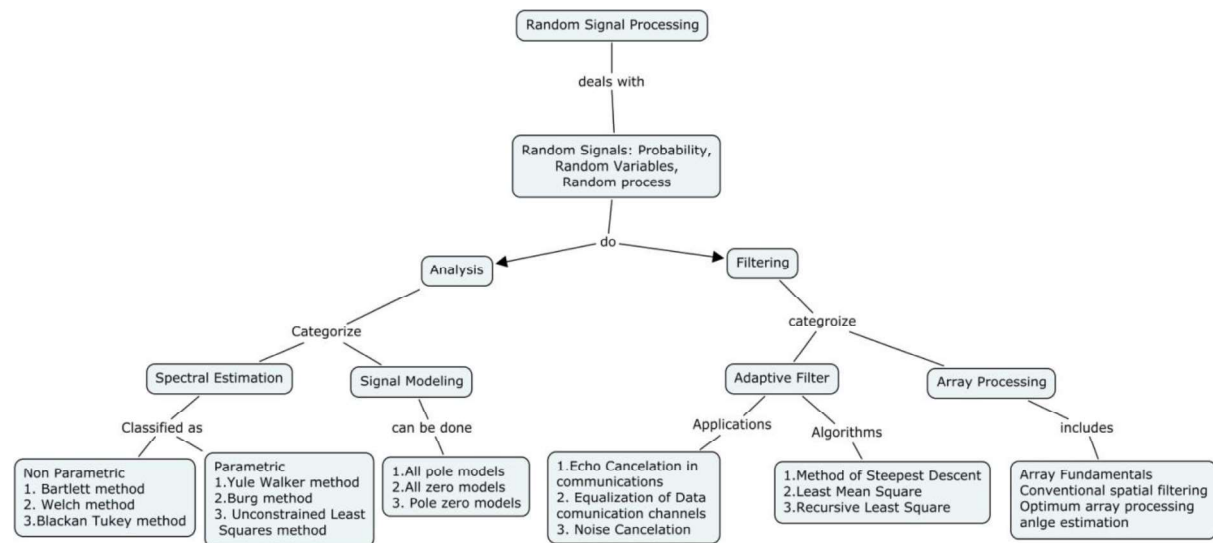 Random Signal Processing
deals with
Random Signals: Probability,
Random Variables,
Random process
do
Analysis
Filtering
Categorize
categroize
Spectral Estimation
Signal Modeling
Adaptive Filter
Array Processing
Classified as
can be done
Applications
Algorithms
includes
Non Parametric
1. Bartlett method
2. Welch method
3.Blackan Tukey method
Parametric
1.Yule Walker method
2.Burg method
3. Unconstrained Least
Squares method
1.All pole models
2.All zero models
3. Pole zero models
1.Echo Cancelation in
communications
2. Equalization of Data
comunication channels
3. Noise Cancelation
1.Method of Steepest Descent
2.Least Mean Square
3.Recursive Least Square
Array Fundamentals
Conventional spatial filtering
Optimum array processing
anlge estimation